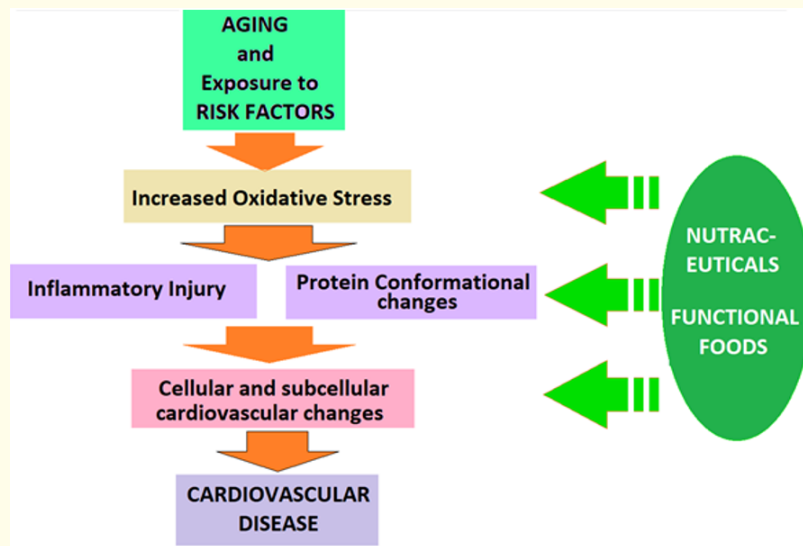 AGING
and
Exposure to
RISK FACTORS
Increased Oxidative Stress
Inflammatory Injury
Protein Conformational
changes
Cellular and subcellular
cardiovascular changes
CARDIOVASCULAR
DISEASE
NUTRAC-
EUTICALS
FUNCTIONAL
FOODS